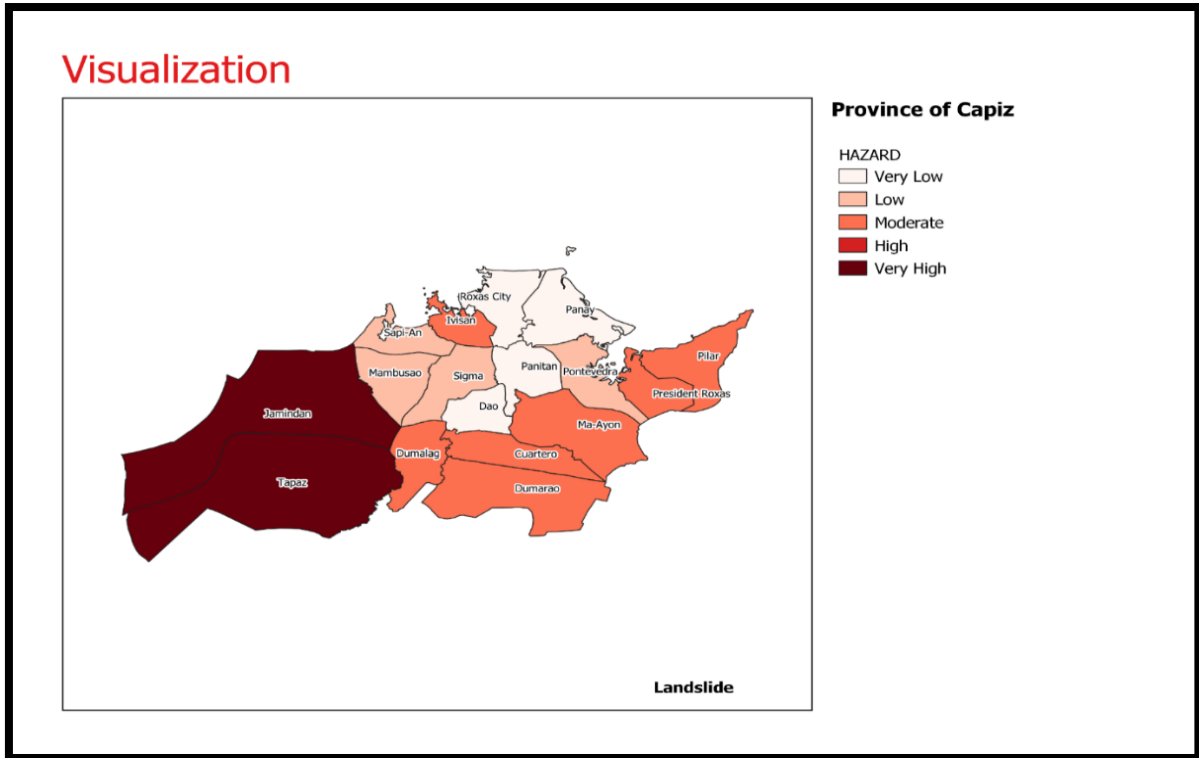 Visualization
Province of Capiz
HAZARD
Very Low
Low
Moderate
High
Very High
Roxas City
Panay
Ivisan
Sapi-An
Pilar
Panitan
Pontevedra
Mambusao
Sigma
President Roxas
Dao
Jamindan
Ma-Ayon
Dumalag
Cuartero
Tapaz
Dumarao
Landslide